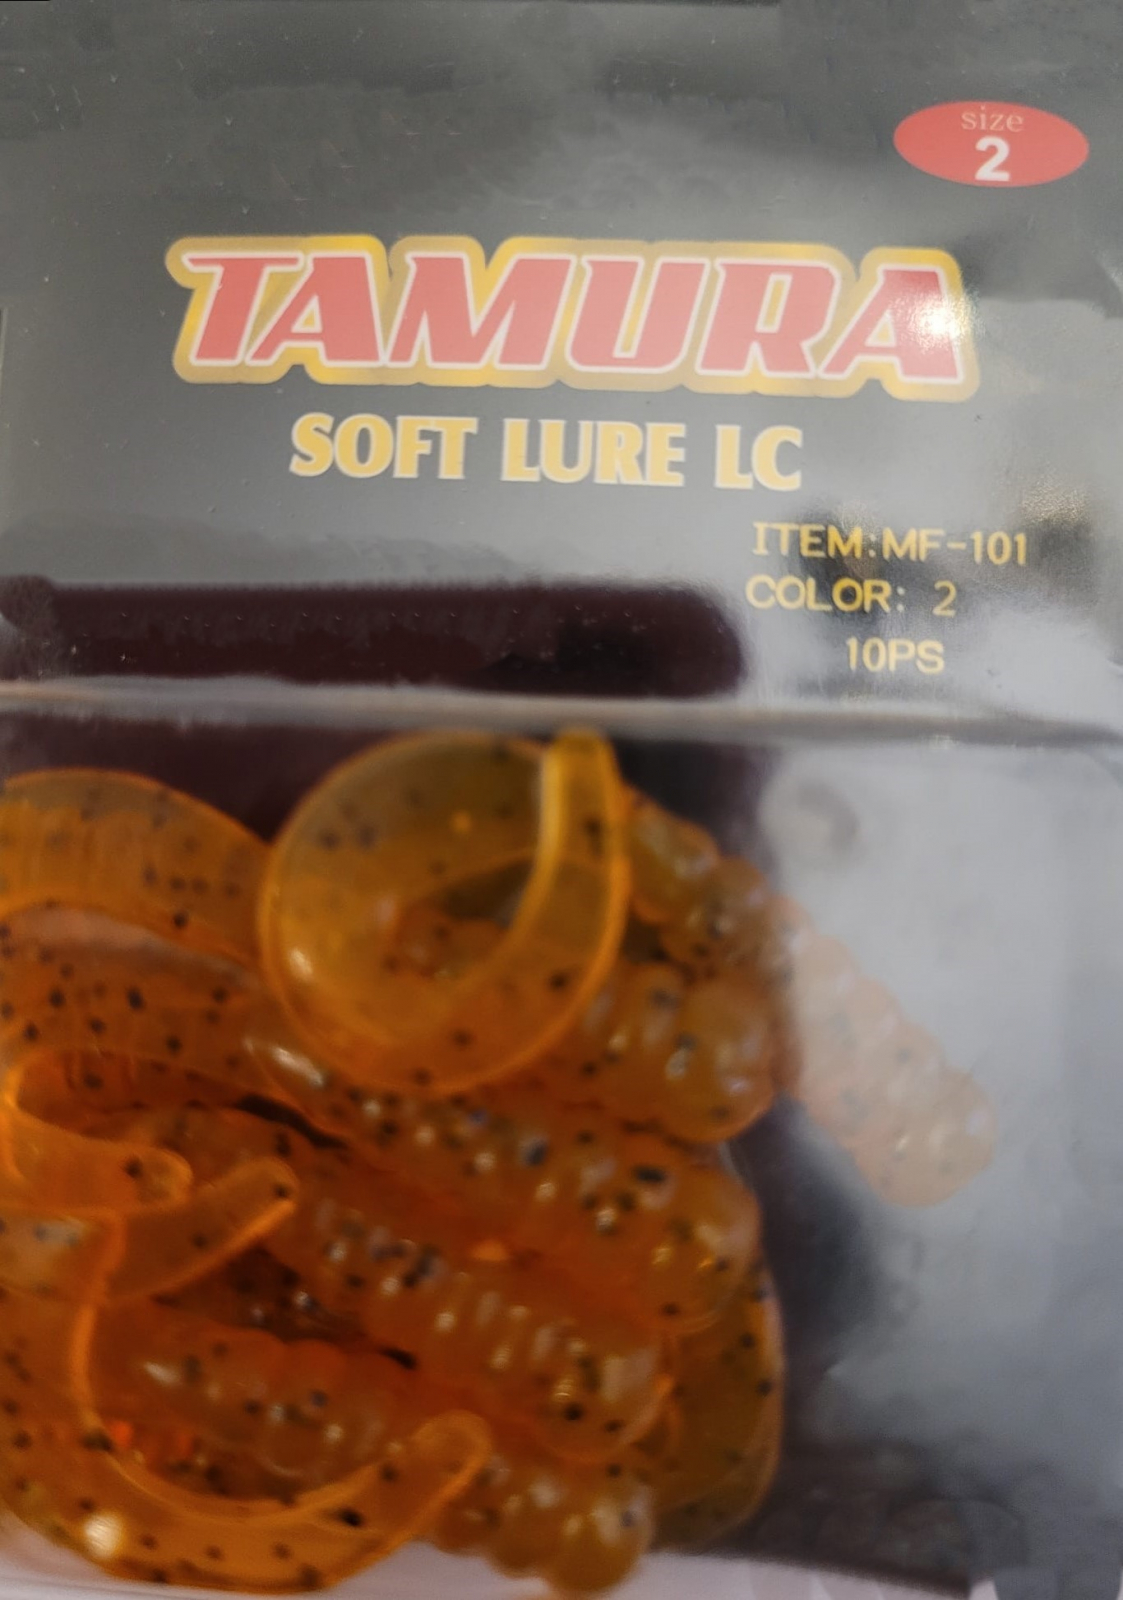 size
2
TAMURA
SOFT LURE LC
ITEM:MF-101
COLOR: 2
10PS